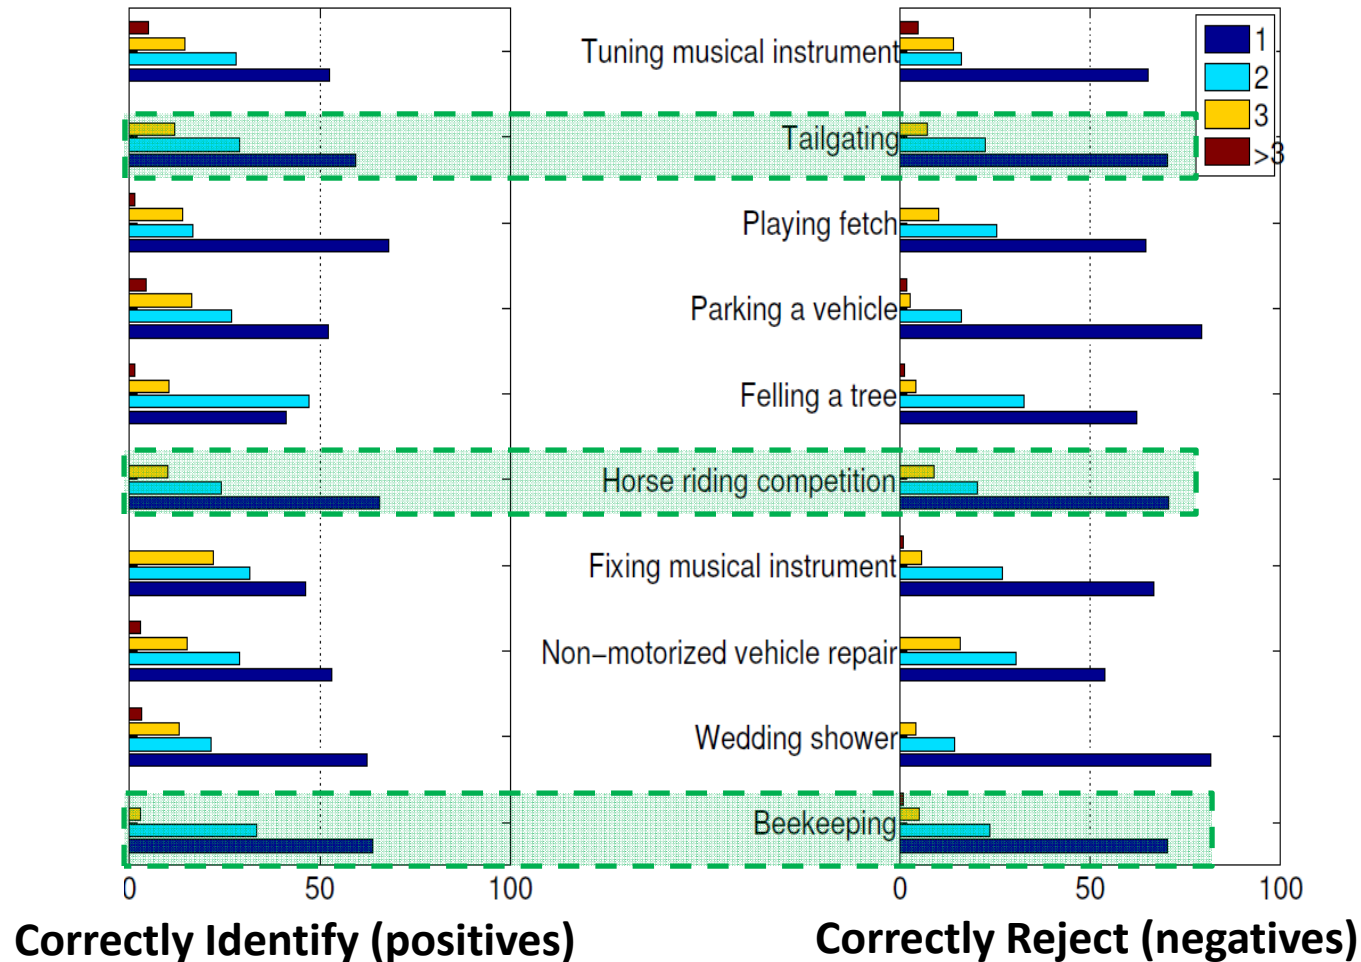 1
2
3
>3
Tuning musical instrument
Tailgating
Playing fetch
Parking a vehicle
Felling a tree
Horse riding competition
Fixing musical instrument
Non−motorized vehicle repair
Wedding shower
Beekeeping
0 50 100 0 50 100
Correctly Identify (positives) Correctly Reject (negatives)